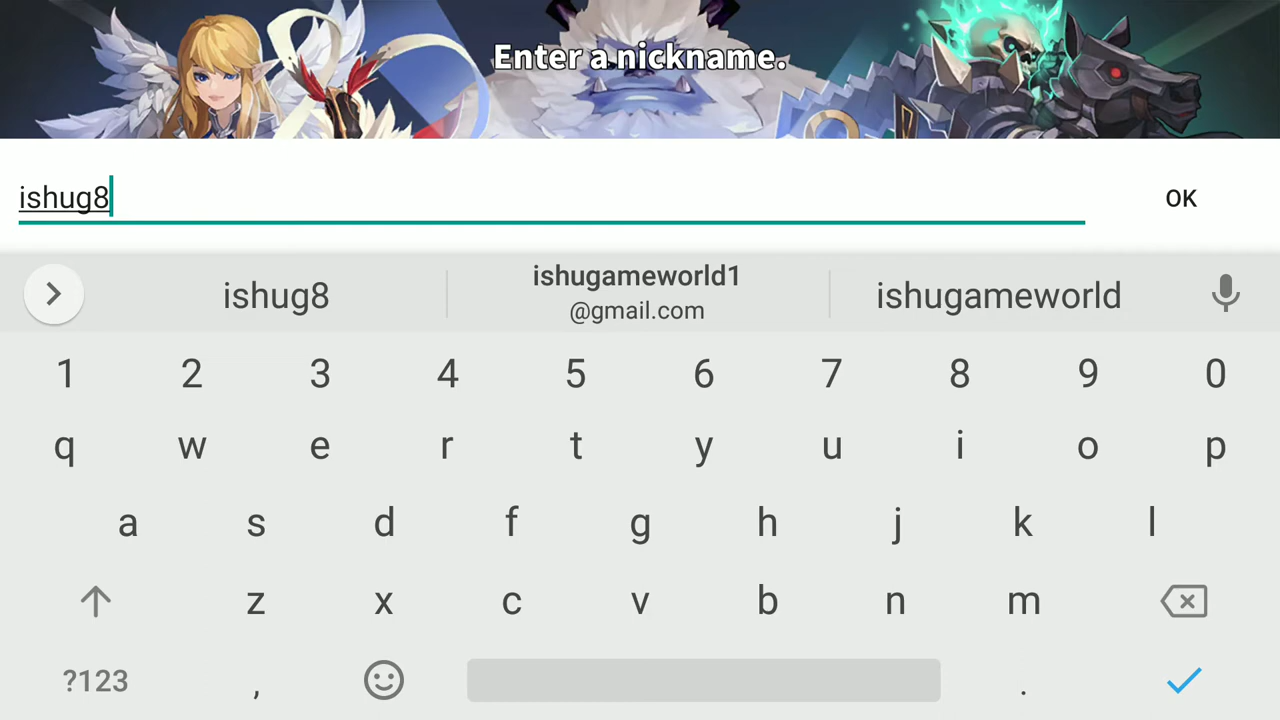 Enter a nickname.
ishug8
OK
ishug8
ishugameworld1
@gmail.com
ishugameworld
1 2 3 4 5 6 7 8 9 0
q w e r t y u i o p
a s d f g h j k l
z x c v b n m
?123 , .